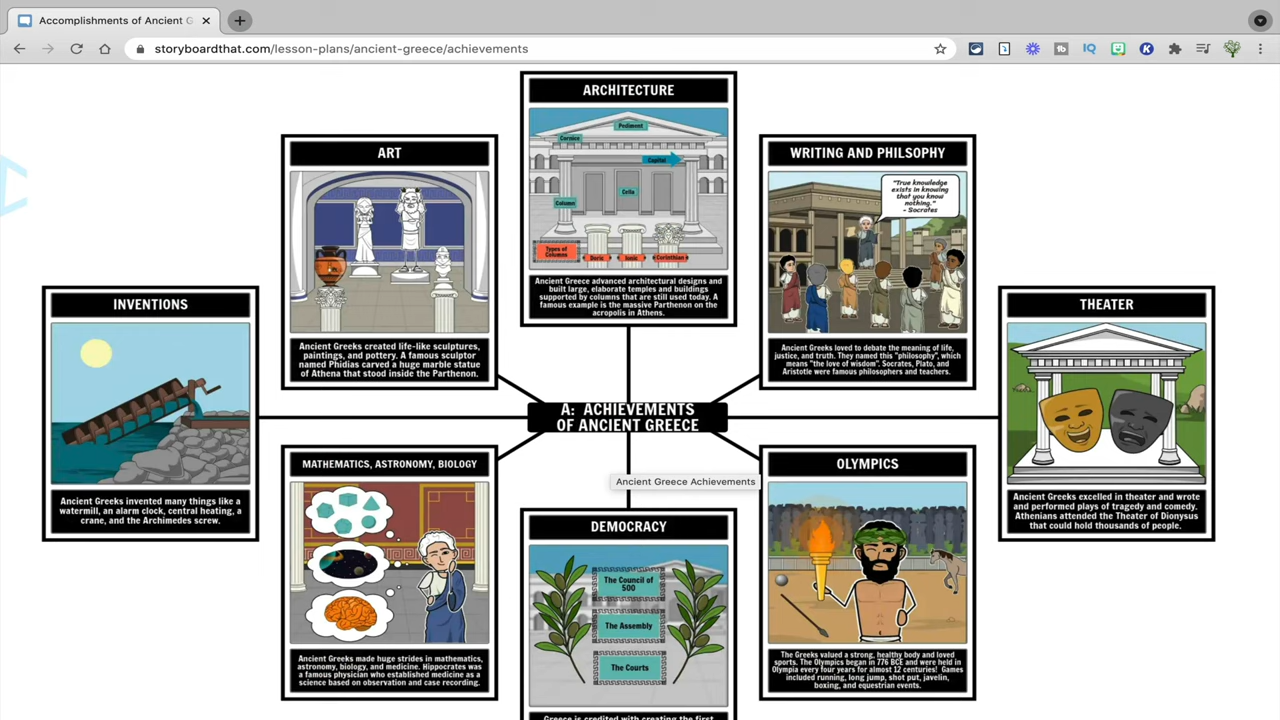 Accomplishments of Ancient G
storyboardthat.com/lesson-plans/ancient-greece/achievements
ARCHITECTURE
Pediment
Cornice
Capital
Cella
Column
Types of
Columns
Doric
Ionic
Corinthian
Ancient Greece advanced architectural designs and
built large, elaborate temples and buildings
supported by columns that are still used today. A
famous example is the massive Parthenon on the
acropolis in Athens.
ART
Ancient Greeks created life-like sculptures,
paintings, and pottery. A famous sculptor
named Phidias carved a huge marble statue
of Athena that stood inside the Parthenon.
WRITING AND PHILSOPHY
"True knowledge
exists in knowing
that you know
nothing."
- Socrates
Ancient Greeks loved to debate the meaning of life,
justice, and truth. They named this "philosophy", which
means "the love of wisdom". Socrates, Plato, and
Aristotle were famous philosophers and teachers.
INVENTIONS
Ancient Greeks invented many things like a
watermill, an alarm clock, central heating, a
crane, and the Archimedes screw.
THEATER
Ancient Greeks excelled in theater and wrote
and performed plays of tragedy and comedy.
Athenians attended the Theater of Dionysus
that could hold thousands of people.
A: ACHIEVEMENTS
OF ANCIENT GREECE
Ancient Greece Achievements
MATHEMATICS, ASTRONOMY, BIOLOGY
Ancient Greeks made huge strides in mathematics,
astronomy, biology, and medicine. Hippocrates was
a famous physician who established medicine as a
science based on observation and case recording.
DEMOCRACY
The Council of
500
The Assembly
The Courts
Greece is credited with creating the first
OLYMPICS
The Greeks valued a strong, healthy body and loved
sports. The Olympics began in 776 BCE and were held in
Olympia every four years for almost 12 centuries! Games
included running, long jump, shot put, javelin,
boxing, and equestrian events.